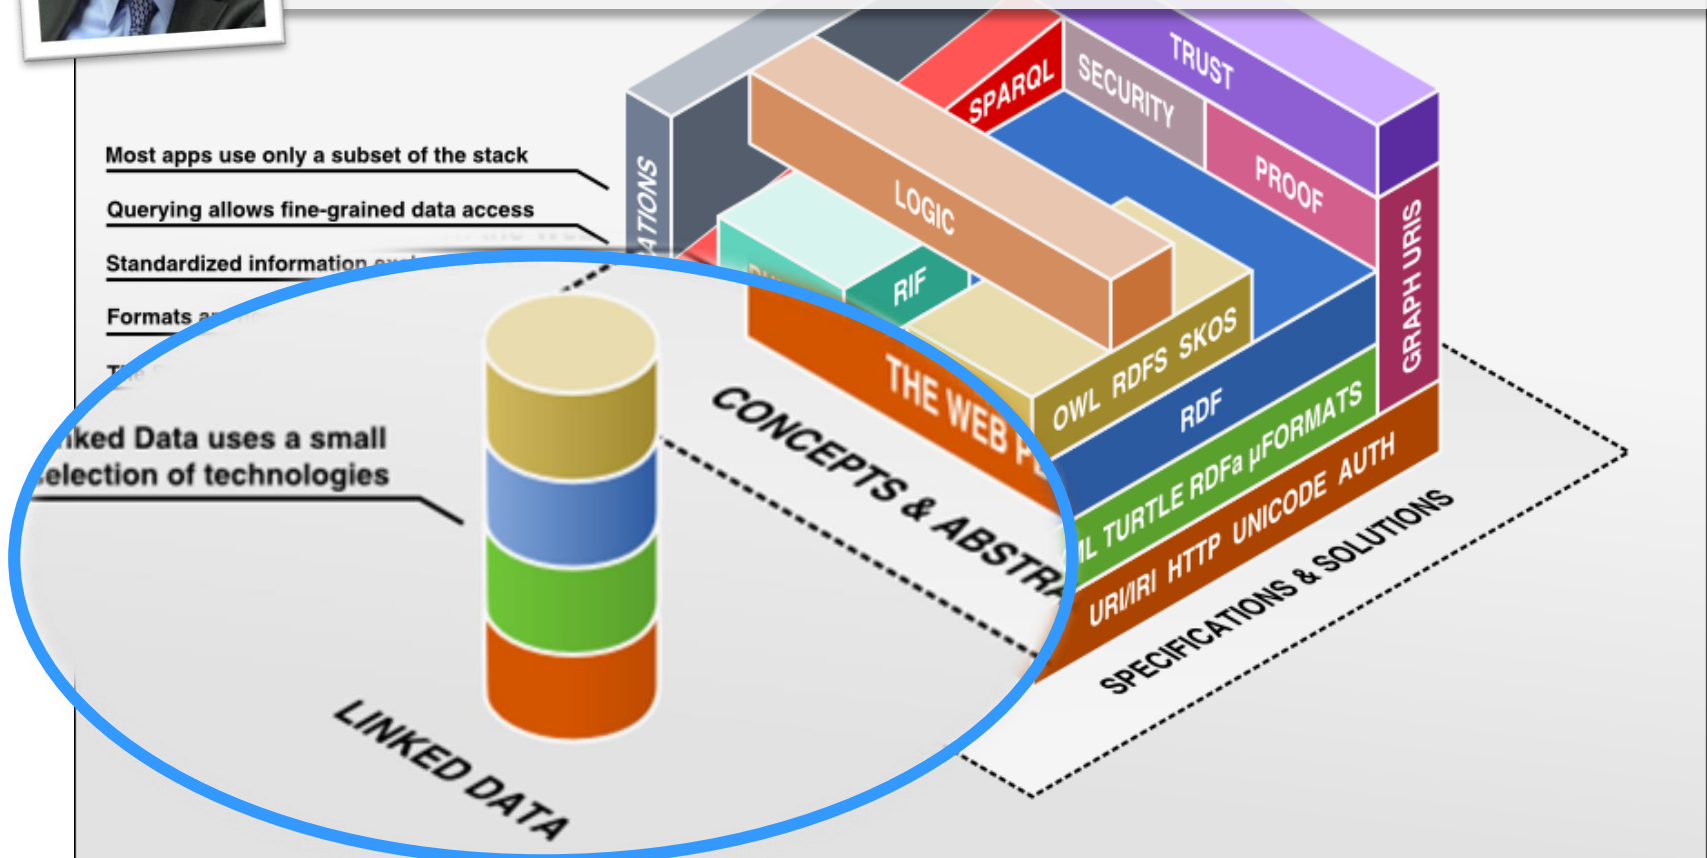 TRUST
SPARQL
SECURITY
PROOF
Most apps use only a subset of the stack
Querying allows fine-grained data access
Standardized information
Formats
LOGIC
RIF
GRAPH URIS
OWL RDFS SKOS
RDF
THE WEB
TURTLE RDFa µFORMATS
URI/IRI HTTP UNICODE AUTH
CONCEPTS &
SPECIFICATIONS & SOLUTIONS
Data uses a small
of technologies
LINKED DATA